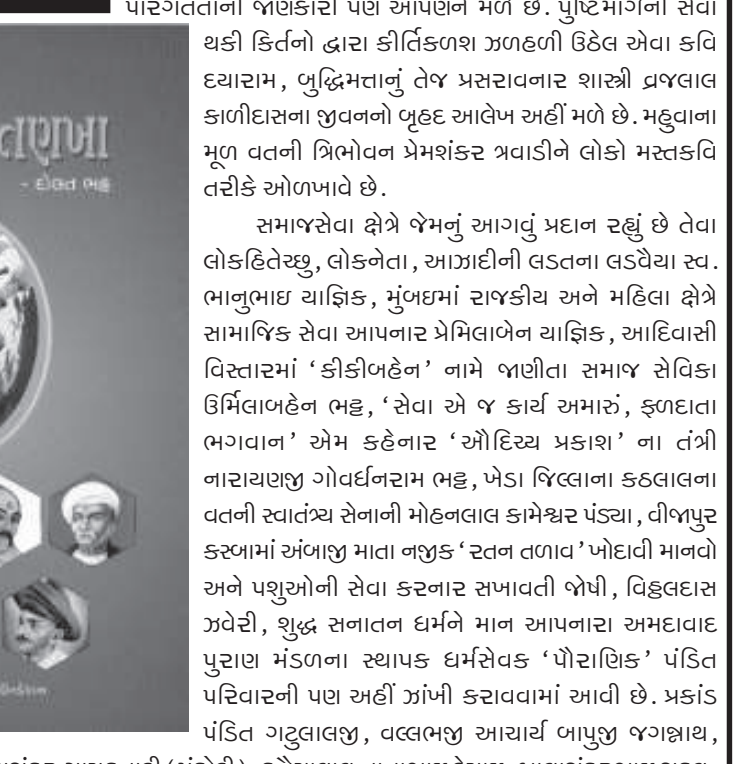 પારંગતતાની જાણકારી પણ આપણને મળે છે. પુષ્ટિમાર્ગની સેવા
થકી કિર્તનો દ્વારા કીર્તિકળશ ઝળહળી ઉઠેલ એવા કવિ
દયારામ, બુદ્ધિમત્તાનું તેજ પ્રસરાવનાર શાસ્ત્રી વ્રજલાલ
કાળીદાસના જીવનનો બૃહદ આલેખ અહીં મળે છે. મહુવાના
મૂળ વતની ત્રિભોવન પ્રેમશંકર ત્રવાડીને લોકો મસ્તકવિ
તરીકે ઓળખાવે છે.
સમાજસેવા ક્ષેત્રે જેમનું આગવું પ્રદાન રહ્યું છે તેવા
લોકહિતેચ્છુ, લોકનેતા, આઝાદીની લડતના લડવૈયા સ્વ.
ભાનુભાઇ યાજ્ઞિક, મુંબઇમાં રાજકીય અને મહિલા ક્ષેત્રે
સામાજિક સેવા આપનાર પ્રેમિલાબેન યાજ્ઞિક, આદિવાસી
વિસ્તારમાં ‘કીકીબહેન’ નામે જાણીતા સમાજ સેવિકા
ઉર્મિલાબહેન ભટ્ટ, ‘સેવા એ જ કાર્ય અમારું, ફળદાતા
ભગવાન’ એમ કહેનાર ‘ઔદિચ્ય પ્રકાશ’ ના તંત્રી
નારાયણજી ગોવર્ધનરામ ભટ્ટ, ખેડા જિલ્લાના કઠલાલના
વતની સ્વાતંત્ર્ય સેનાની મોહનલાલ કામેશ્વર પંડ્યા, વીજાપુર
કસ્બામાં અંબાજી માતા નજીક ‘રતન તળાવ’ ખોદાવી માનવો
અને પશુઓની સેવા કરનાર સખાવતી જોષી, વિઠ્ઠલદાસ
ઝવેરી, શુદ્ધ સનાતન ધર્મને માન આપનારા અમદાવાદ
પુરાણ મંડળના સ્થાપક ધર્મસેવક ‘પૌરાણિક’ પંડિત
પરિવારની પણ અહીં ઝાંખી કરાવવામાં આવી છે. પ્રકાંડ
પંડિત ગટુલાલજી, વલ્લભજી આચાર્ય બાપુજી જગન્નાથ,
તણખા
- દોલત ભટ્ટ